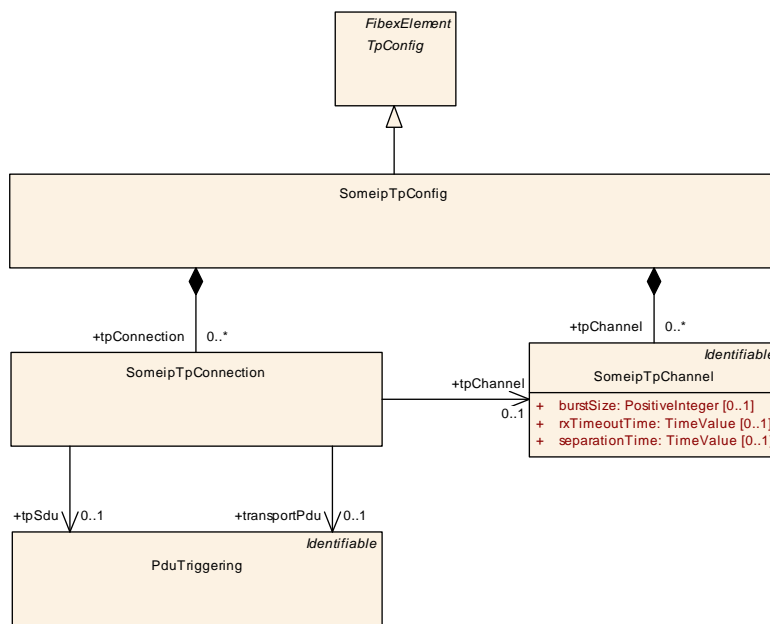 FibexElement
TpConfig
SomeipTpConfig
+tpConnection 0..*
+tpChannel 0..*
SomeipTpConnection
+tpChannel
0..1
Identifiable
SomeipTpChannel
+ burstSize: PositiveInteger [0..1]
+ rxTimeoutTime: TimeValue [0..1]
+ separationTime: TimeValue [0..1]
+tpSdu 0..1
+transportPdu 0..1
Identifiable
PduTriggering